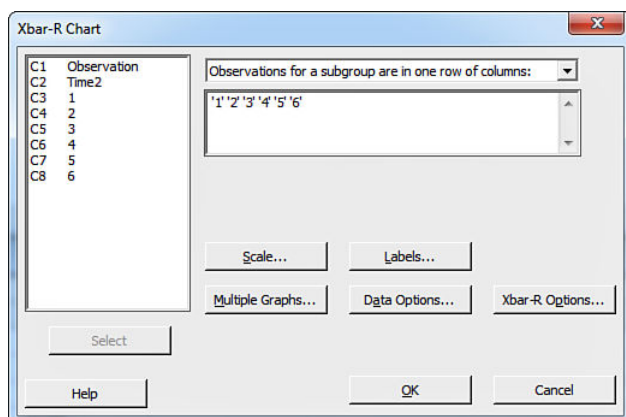 Xbar-R Chart
C1 Observation
C2 Time2
C3 1
C4 2
C5 3
C6 4
C7 5
C8 6
Observations for a subgroup are in one row of columns:
'1' '2' '3' '4' '5' '6'
Scale...
Labels...
Multiple Graphs...
Data Options...
Xbar-R Options...
Select
Help
OK
Cancel